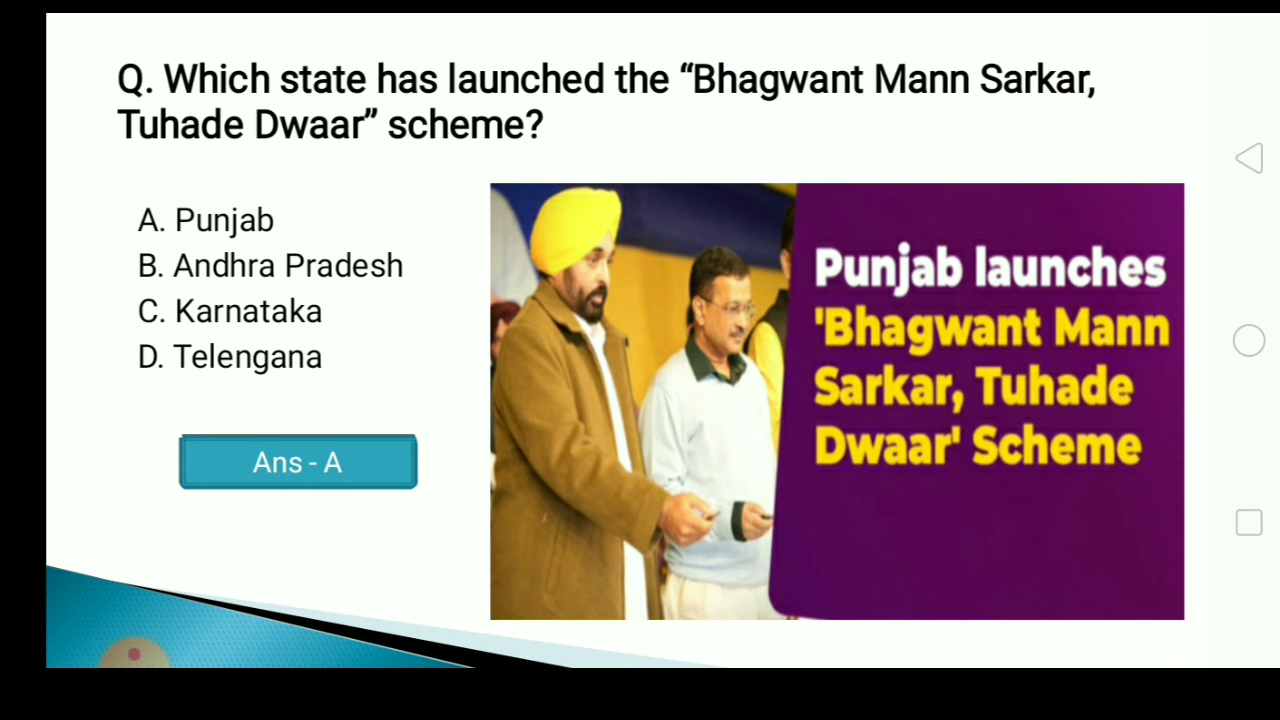 Q. Which state has launched the “Bhagwant Mann Sarkar,
Tuhade Dwaar” scheme?
A. Punjab
B. Andhra Pradesh
C. Karnataka
D. Telengana
Ans - A
Punjab launches
'Bhagwant Mann
Sarkar, Tuhade
Dwaar' Scheme